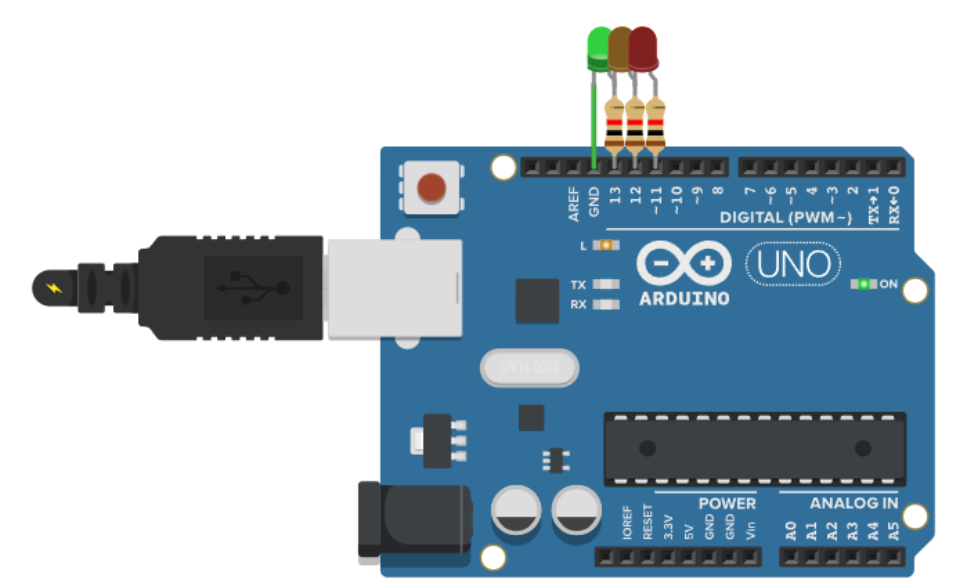 AREF
GND
13
12
~11
~10
~9
8
7
~6
~5
4
~3
2
TX→1
RX←0
DIGITAL (PWM~)
L
TX
RX
ARDUINO
UNO
ON
SPK16.000G
POWER
ANALOG IN
IOREF
RESET
3.3V
5V
GND
GND
Vin
A0
A1
A2
A3
A4
A5